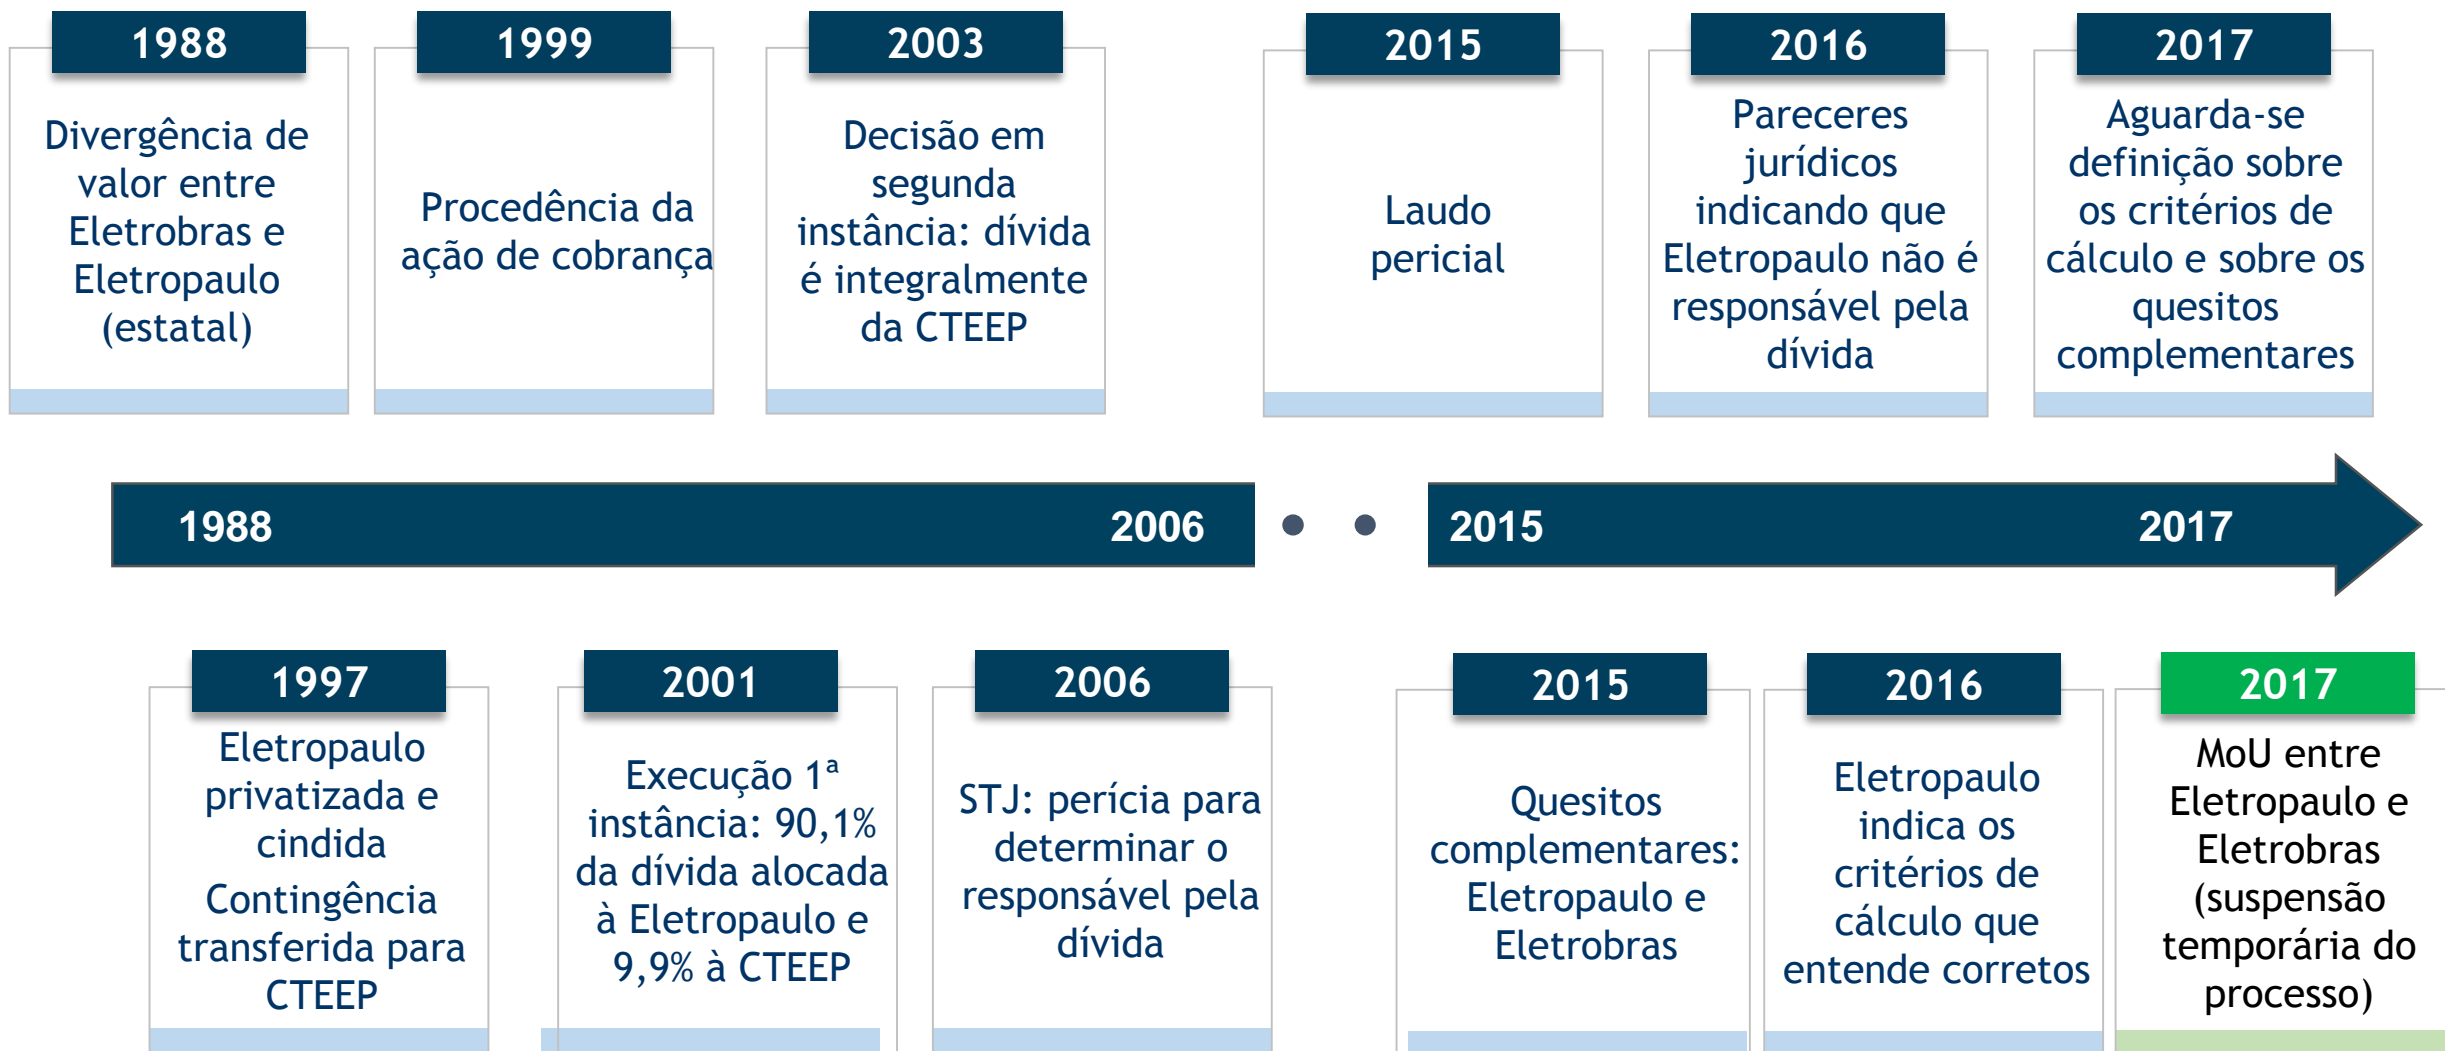 1988
Divergência de
valor entre
Eletrobras e
Eletropaulo
(estatal)
1999
Procedência da
ação de cobrança
2003
Decisão em
segunda
instância: dívida
é integralmente
da CTEEP
2015
Laudo
pericial
2016
Pareceres
jurídicos
indicando que
Eletropaulo não é
responsável pela
dívida
2017
Aguarda-se
definição sobre
os critérios de
cálculo e sobre os
quesitos
complementares
1988
2006
2015
2017
1997
Eletropaulo
privatizada e
cindida
Contingência
transferida para
CTEEP
2001
Execução 1ª
instância: 90,1%
da dívida alocada
à Eletropaulo e
9,9% à CTEEP
2006
STJ: perícia para
determinar o
responsável pela
dívida
2015
Quesitos
complementares:
Eletropaulo e
Eletrobras
2016
Eletropaulo
indica os
critérios de
cálculo que
entende corretos
2017
MoU entre
Eletropaulo e
Eletrobras
(suspensão
temporária do
processo)